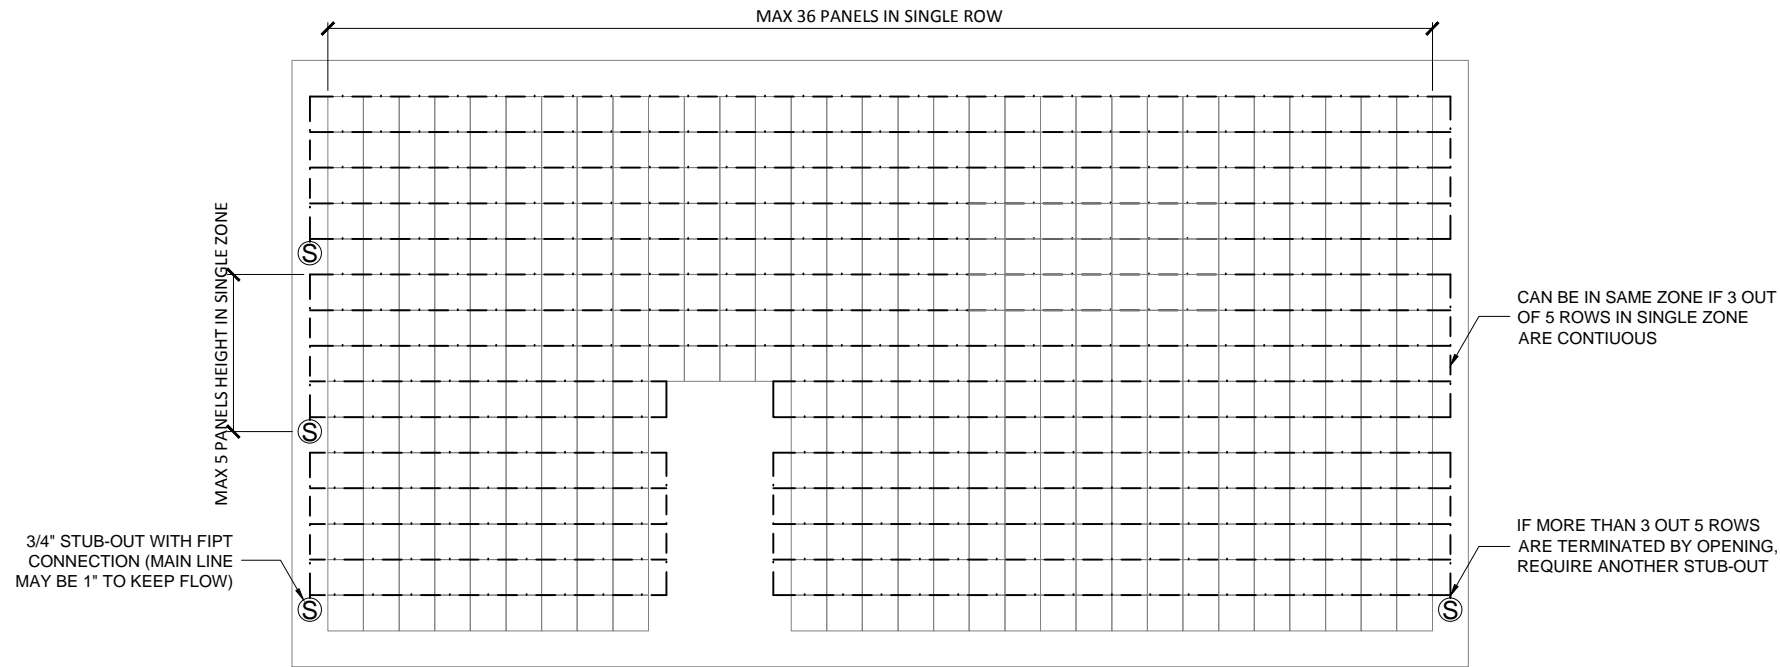 MAX 36 PANELS IN SINGLE ROW
S
MAX 5 PANELS HEIGHT IN SINGLE ZONE
CAN BE IN SAME ZONE IF 3 OUT
OF 5 ROWS IN SINGLE ZONE
ARE CONTIUOUS
S
3/4" STUB-OUT WITH FIPT
CONNECTION (MAIN LINE
MAY BE 1" TO KEEP FLOW)
S
IF MORE THAN 3 OUT 5 ROWS
ARE TERMINATED BY OPENING,
REQUIRE ANOTHER STUB-OUT
S